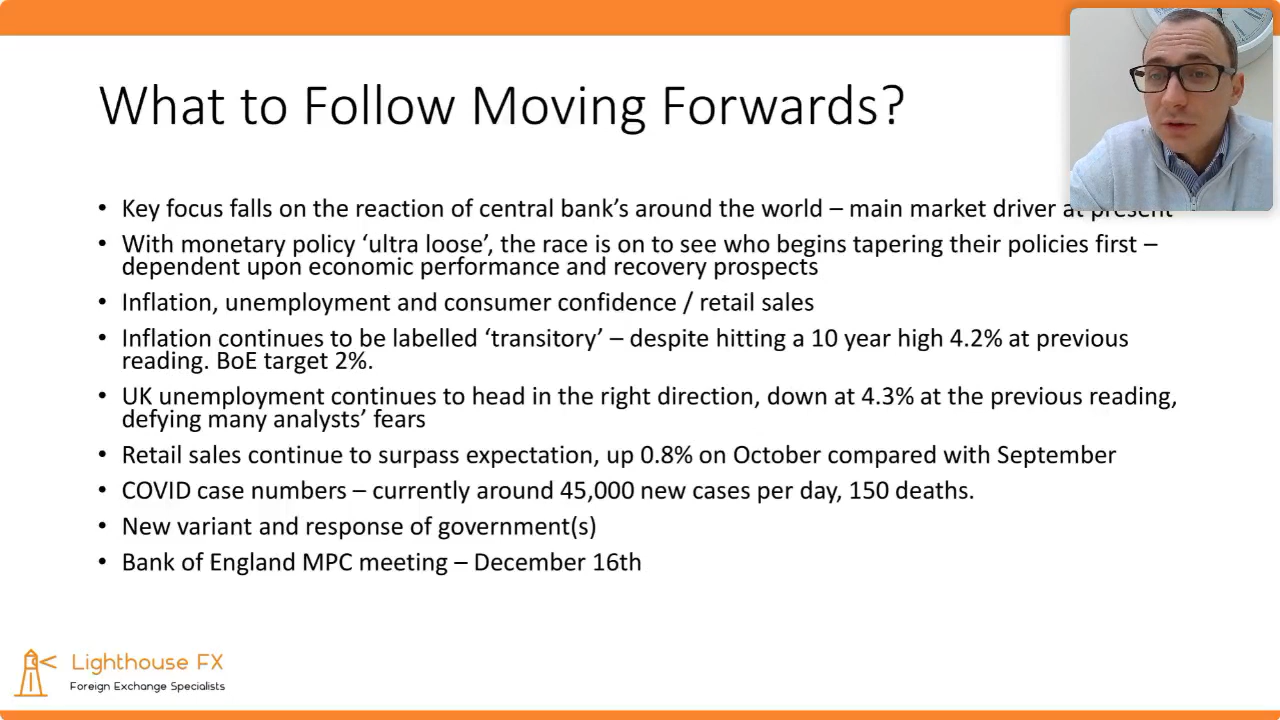 What to Follow Moving Forwards?
• Key focus falls on the reaction of central bank’s around the world – main market driver at present
• With monetary policy ‘ultra loose’, the race is on to see who begins tapering their policies first –
dependent upon economic performance and recovery prospects
• Inflation, unemployment and consumer confidence / retail sales
• Inflation continues to be labelled ‘transitory’ – despite hitting a 10 year high 4.2% at previous
reading. BoE target 2%.
• UK unemployment continues to head in the right direction, down at 4.3% at the previous reading,
defying many analysts’ fears
• Retail sales continue to surpass expectation, up 0.8% on October compared with September
• COVID case numbers – currently around 45,000 new cases per day, 150 deaths.
• New variant and response of government(s)
• Bank of England MPC meeting – December 16th
Lighthouse FX
Foreign Exchange Specialists